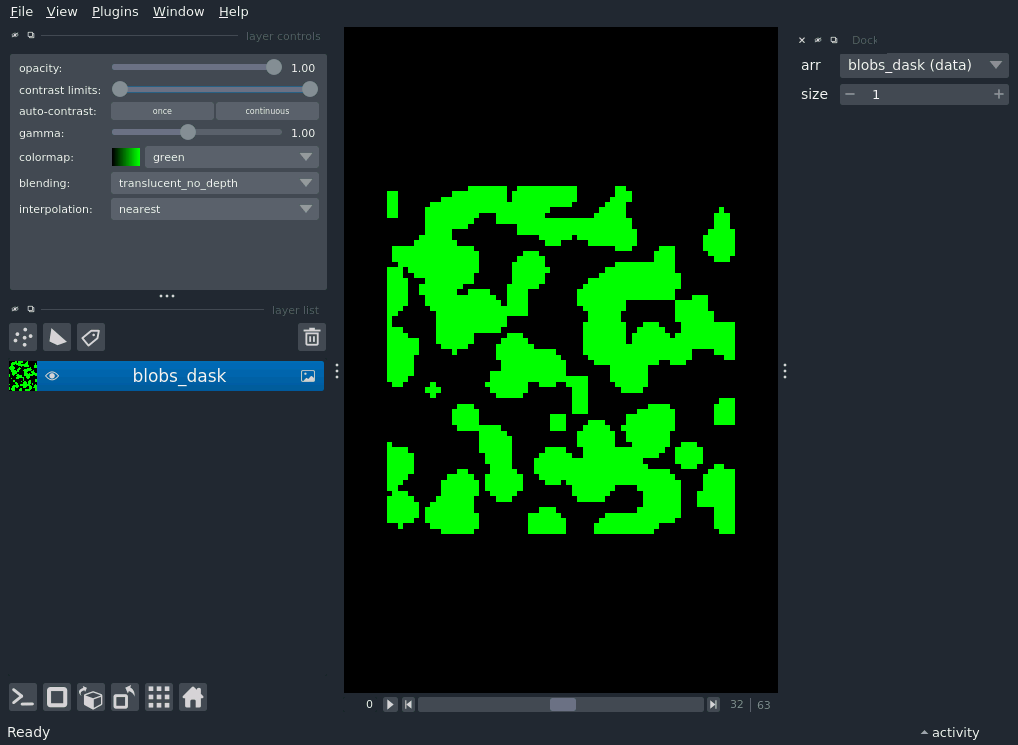 File View Plugins Window Help
layer controls
opacity: 1.00
contrast limits:
auto-contrast: once continuous
gamma: 1.00
colormap: green
blending: translucent_no_depth
interpolation: nearest
layer list
blobs_dask
Dock
arr blobs_dask (data)
size 1
0 32 63
Ready
activity